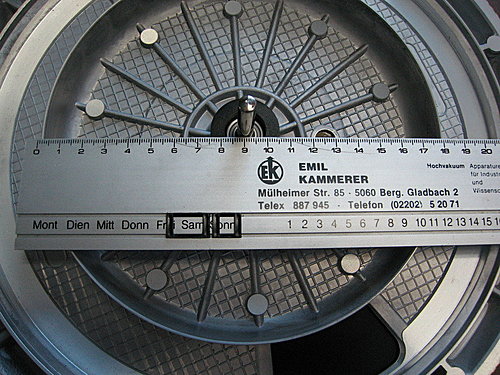 0 1 2 3 4 5 6 7 8 9 10 11 12 13 14 15 16 17 18 19 20
EK
EMIL
KAMMERER
Mülheimer Str. 85 · 5060 Berg. Gladbach 2
Telex 887 945 · Telefon (02202) 5 20 71
Hochvakuum
für
und
Mont Dien Mitt Donn Frei Sam Sonn 1 2 3 4 5 6 7 8 9 10 11 12 13 14 15